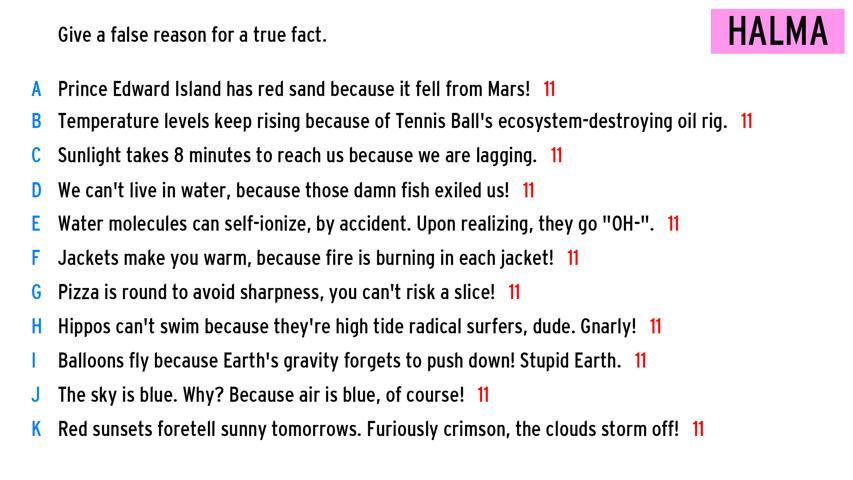 Give a false reason for a true fact.
HALMA
A Prince Edward Island has red sand because it fell from Mars! 11
B Temperature levels keep rising because of Tennis Ball's ecosystem-destroying oil rig. 11
C Sunlight takes 8 minutes to reach us because we are lagging. 11
D We can't live in water, because those damn fish exiled us! 11
E Water molecules can self-ionize, by accident. Upon realizing, they go "OH-". 11
F Jackets make you warm, because fire is burning in each jacket! 11
G Pizza is round to avoid sharpness, you can't risk a slice! 11
H Hippos can't swim because they're high tide radical surfers, dude. Gnarly! 11
I Balloons fly because Earth's gravity forgets to push down! Stupid Earth. 11
J The sky is blue. Why? Because air is blue, of course! 11
K Red sunsets foretell sunny tomorrows. Furiously crimson, the clouds storm off! 11